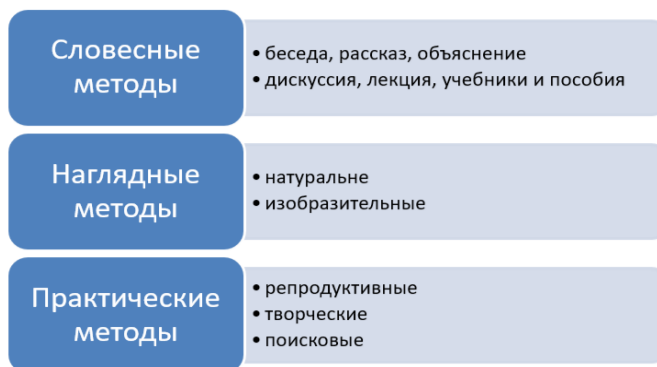 Словесные
методы
• беседа, рассказ, объяснение
• дискуссия, лекция, учебники и пособия
Наглядные
методы
• натуральне
• изобразительные
Практические
методы
• репродуктивные
• творческие
• поисковые